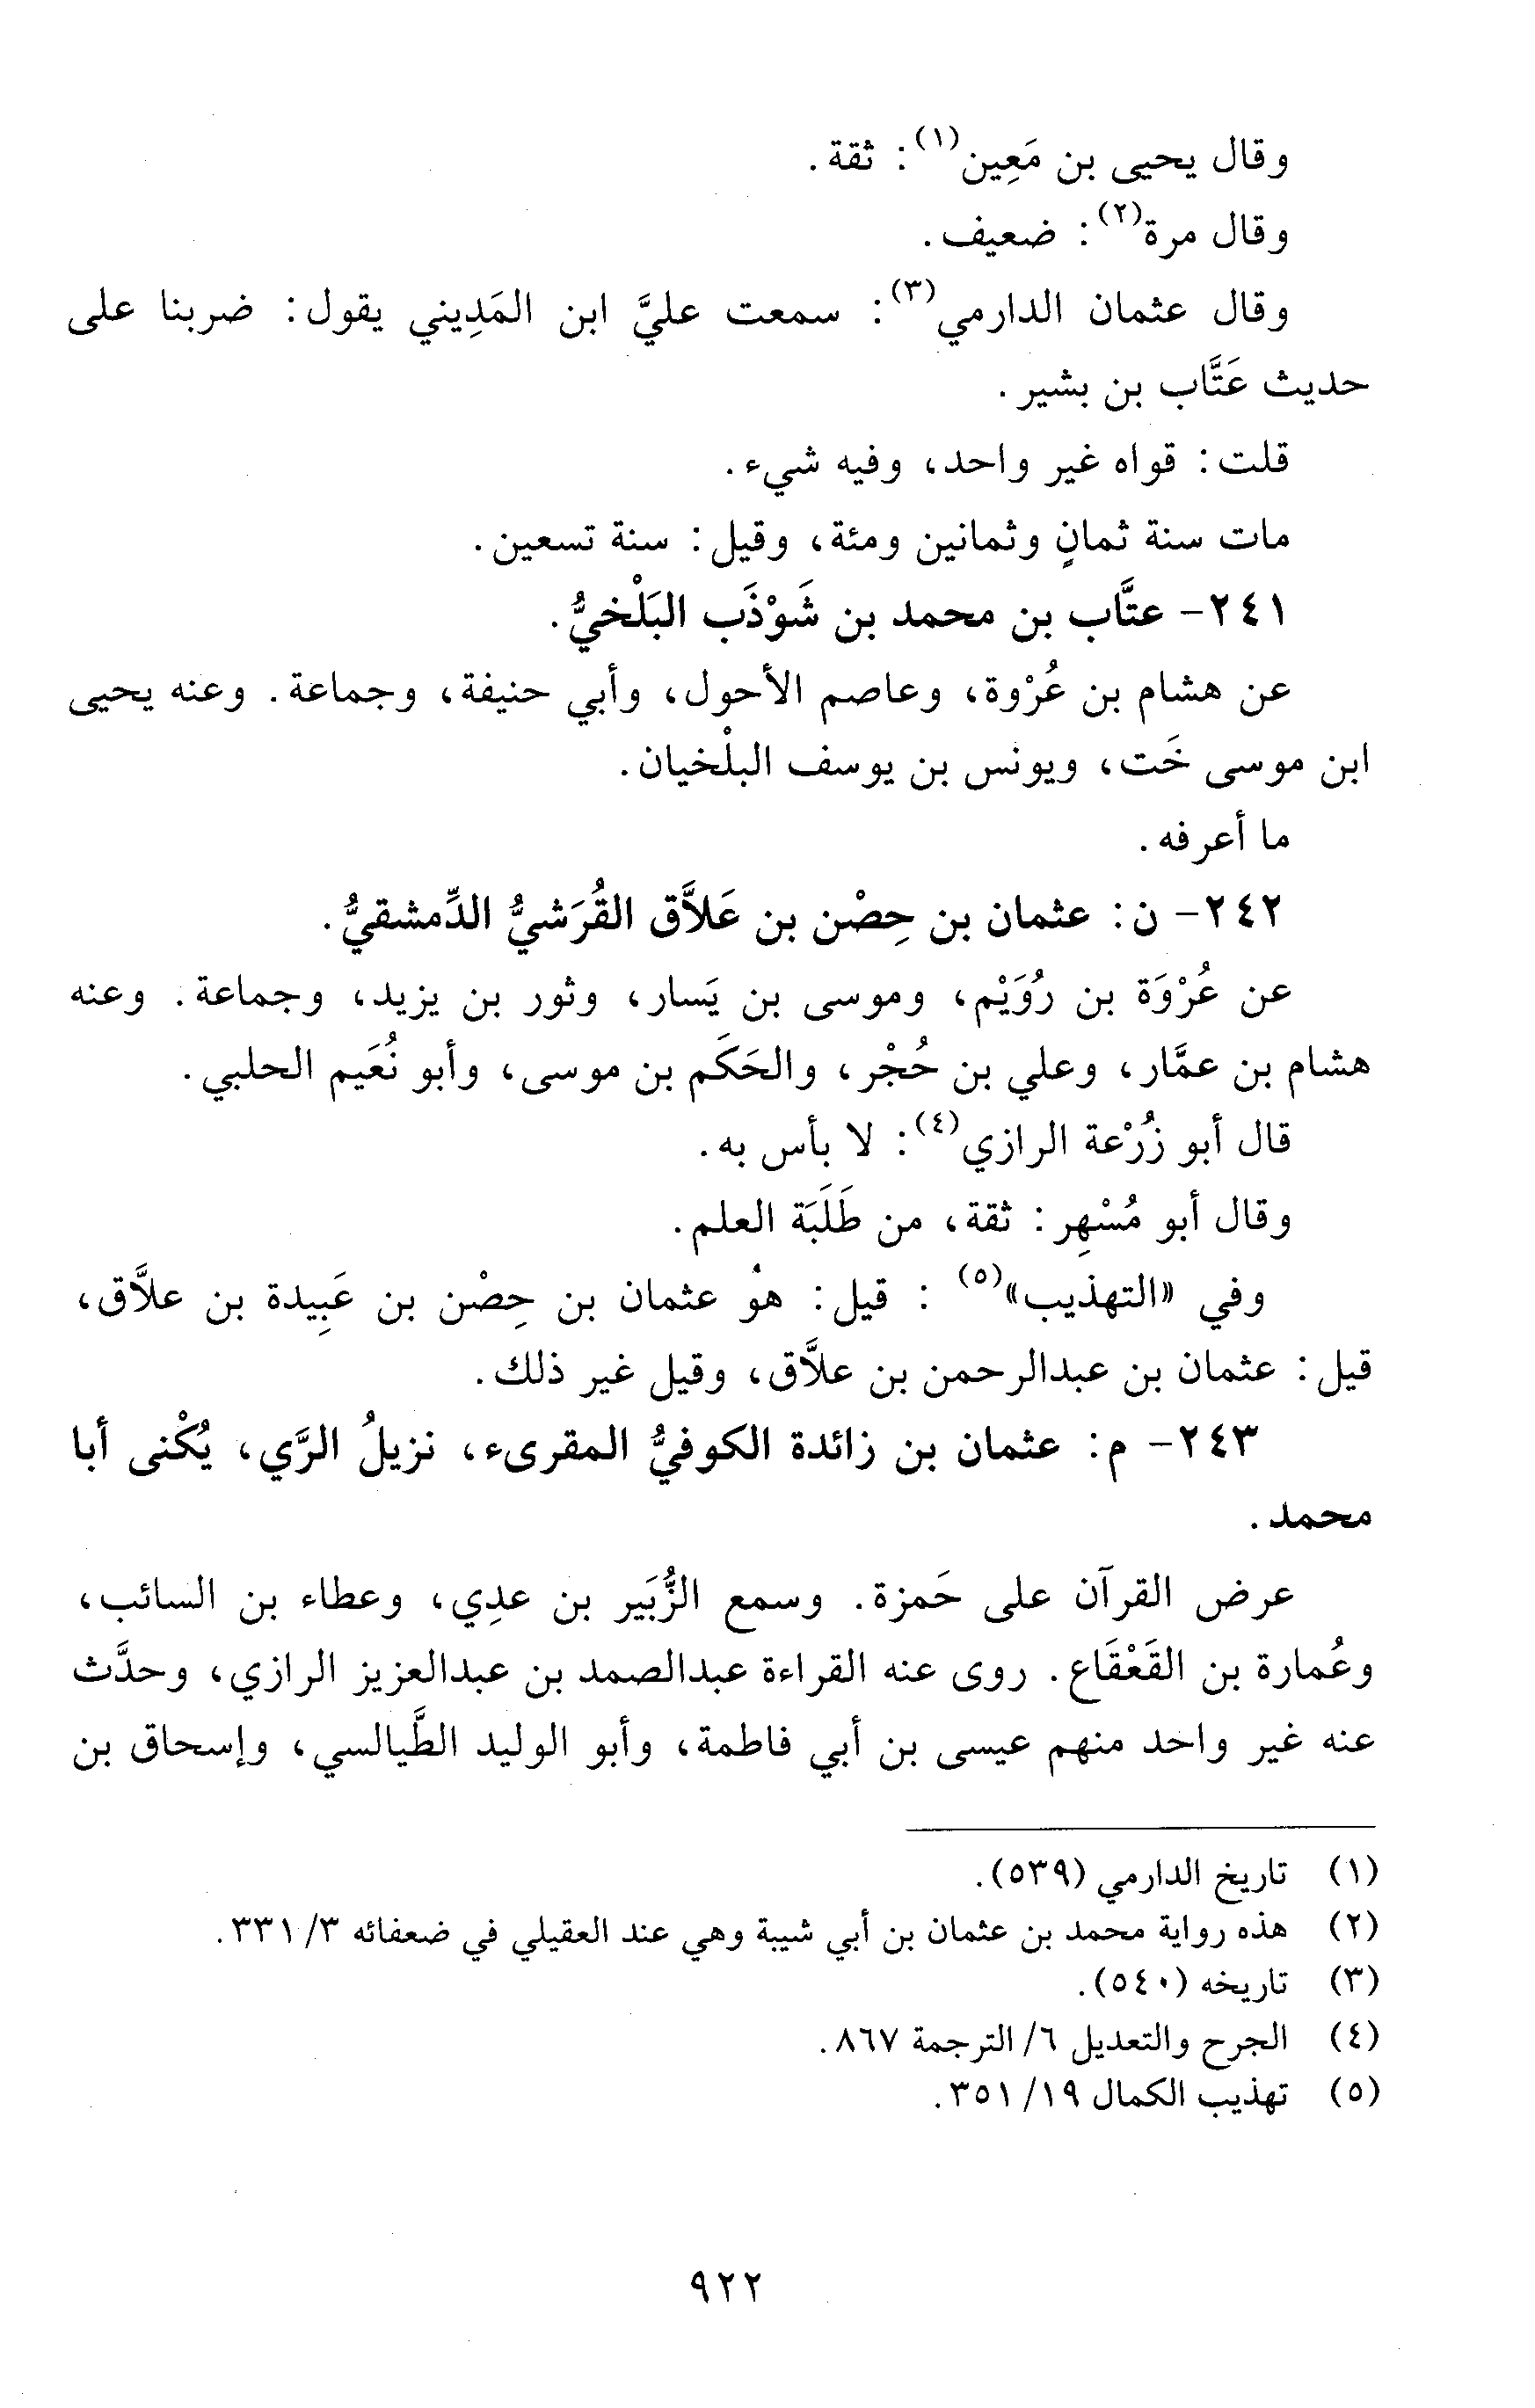 وقال يحيى بن مَعِين(١): ثقة.
وقال مرة(٢): ضعيف.
وقال عثمان الدارمي(٣): سمعت عليَّ ابن المَدِيني يقول: ضربنا على
حديث عَتَّاب بن بشير.
قلت: قواه غير واحد، وفيه شيء.
مات سنة ثمانٍ وثمانين ومئة، وقيل: سنة تسعين.
٢٤١- عتَّاب بن محمد بن شَوْذَب البَلْخيُّ.
عن هشام بن عُرْوة، وعاصم الأحول، وأبي حنيفة، وجماعة. وعنه يحيى
ابن موسى خَت، ويونس بن يوسف البلْخيان.
ما أعرفه.
٢٤٢- ن: عثمان بن حِصْن بن عَلاَّق القُرَشيُّ الدِّمشقيُّ.
عن عُرْوَة بن رُوَيْم، وموسى بن يَسار، وثور بن يزيد، وجماعة. وعنه
هشام بن عمَّار، وعلي بن حُجْر، والحَكَم بن موسى، وأبو نُعَيم الحلبي.
قال أبو زُرْعة الرازي(٤): لا بأس به.
وقال أبو مُسْهِر: ثقة، من طَلَبَة العلم.
وفي «التهذيب»(٥) : قيل: هو عثمان بن حِصْن بن عَبِيدة بن علاَّق،
قيل: عثمان بن عبدالرحمن بن علاَّق، وقيل غير ذلك.
٢٤٣- م: عثمان بن زائدة الكوفيُّ المقرىء، نزيلُ الرَّي، يُكْنى أبا
محمد.
عرض القرآن على حَمزة. وسمع الزُّبَير بن عدِي، وعطاء بن السائب،
وعُمارة بن القَعْقَاع. روى عنه القراءة عبدالصمد بن عبدالعزيز الرازي، وحدَّث
عنه غير واحد منهم عيسى بن أبي فاطمة، وأبو الوليد الطَّيالسي، وإسحاق بن
(١) تاريخ الدارمي (٥٣٩).
(٢) هذه رواية محمد بن عثمان بن أبي شيبة وهي عند العقيلي في ضعفائه ٣/ ٣٣١.
(٣) تاريخه (٥٤٠).
(٤) الجرح والتعديل ٦/ الترجمة ٨٦٧.
(٥) تهذيب الكمال ١٩/ ٣٥١.
٩٢٢